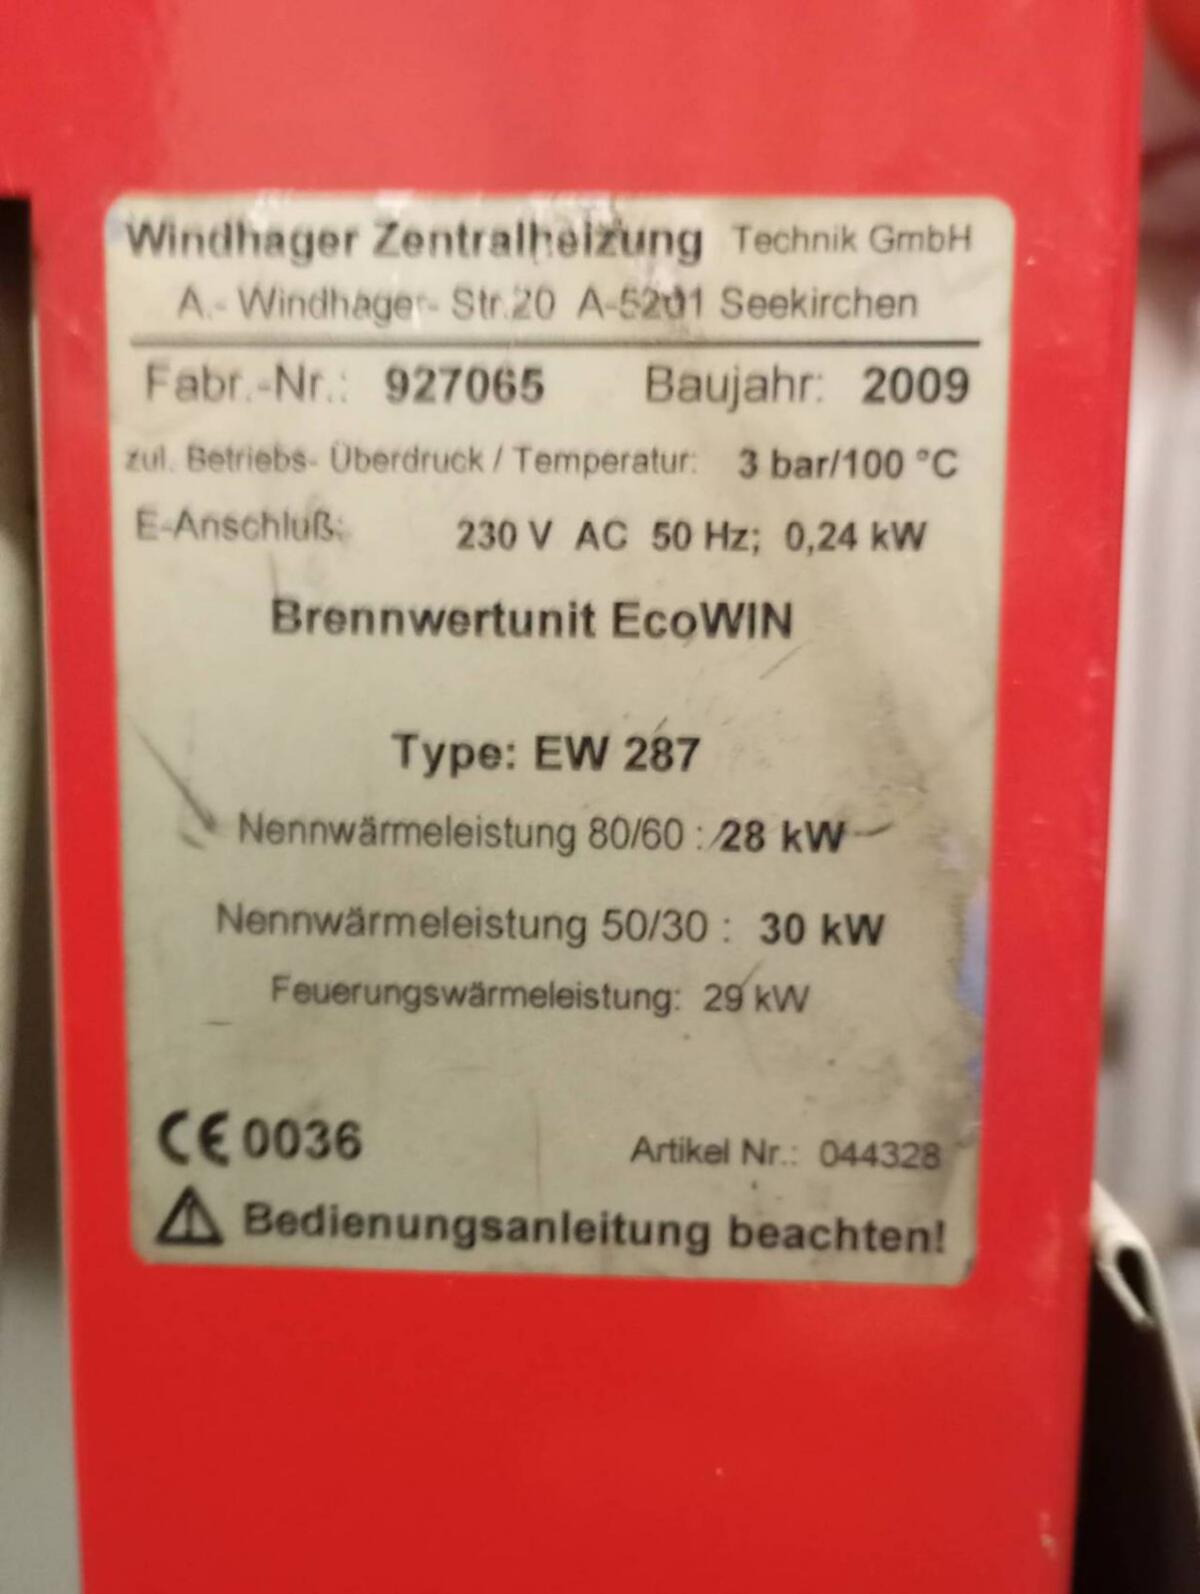 Windhager Zentralheizung Technik GmbH
A.- Windhager- Str.20 A-5201 Seekirchen
Fabr.-Nr.: 927065 Baujahr: 2009
zul. Betriebs- Überdruck / Temperatur: 3 bar/100 °C
E-Anschluß: 230 V AC 50 Hz; 0,24 kW
Brennwertunit EcoWIN
Type: EW 287
Nennwärmeleistung 80/60 : 28 kW
Nennwärmeleistung 50/30 : 30 kW
Feuerungswärmeleistung: 29 kW
CE 0036 Artikel Nr.: 044328
Bedienungsanleitung beachten!